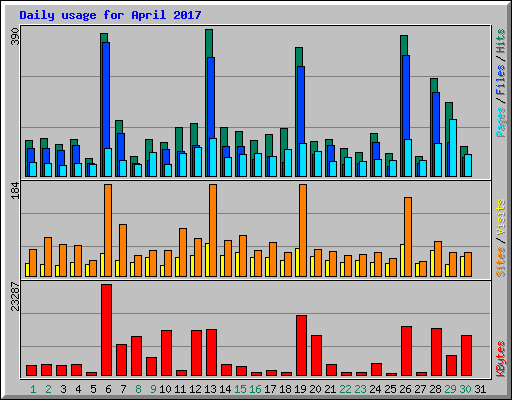 Daily usage for April 2017
390
Pages / Files / Hits
184
Sites / Visits
23287
KBytes
1 2 3 4 5 6 7 8 9 10 11 12 13 14 15 16 17 18 19 20 21 22 23 24 25 26 27 28 29 30 31